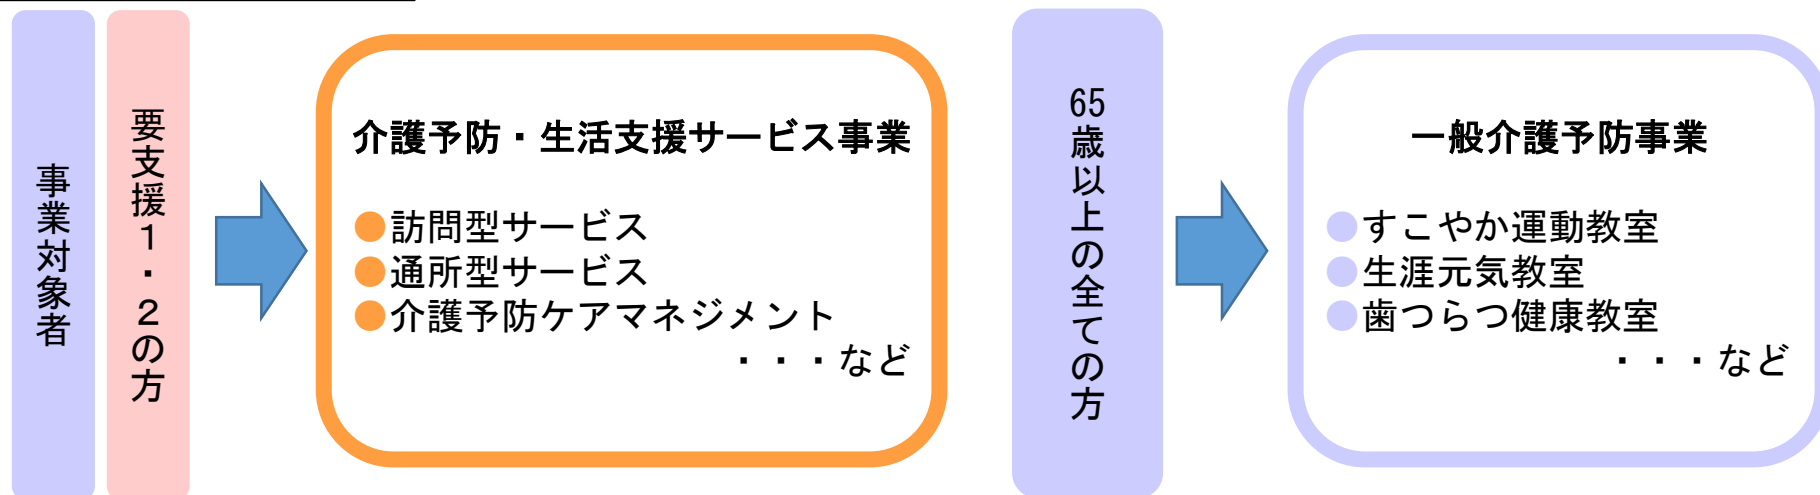 事業対象者
要支援１・２の方
介護予防・生活支援サービス事業
●訪問型サービス
●通所型サービス
●介護予防ケアマネジメント
・・・など
65歳以上の全ての方
一般介護予防事業
●すこやか運動教室
●生涯元気教室
●歯つらつ健康教室
・・・など